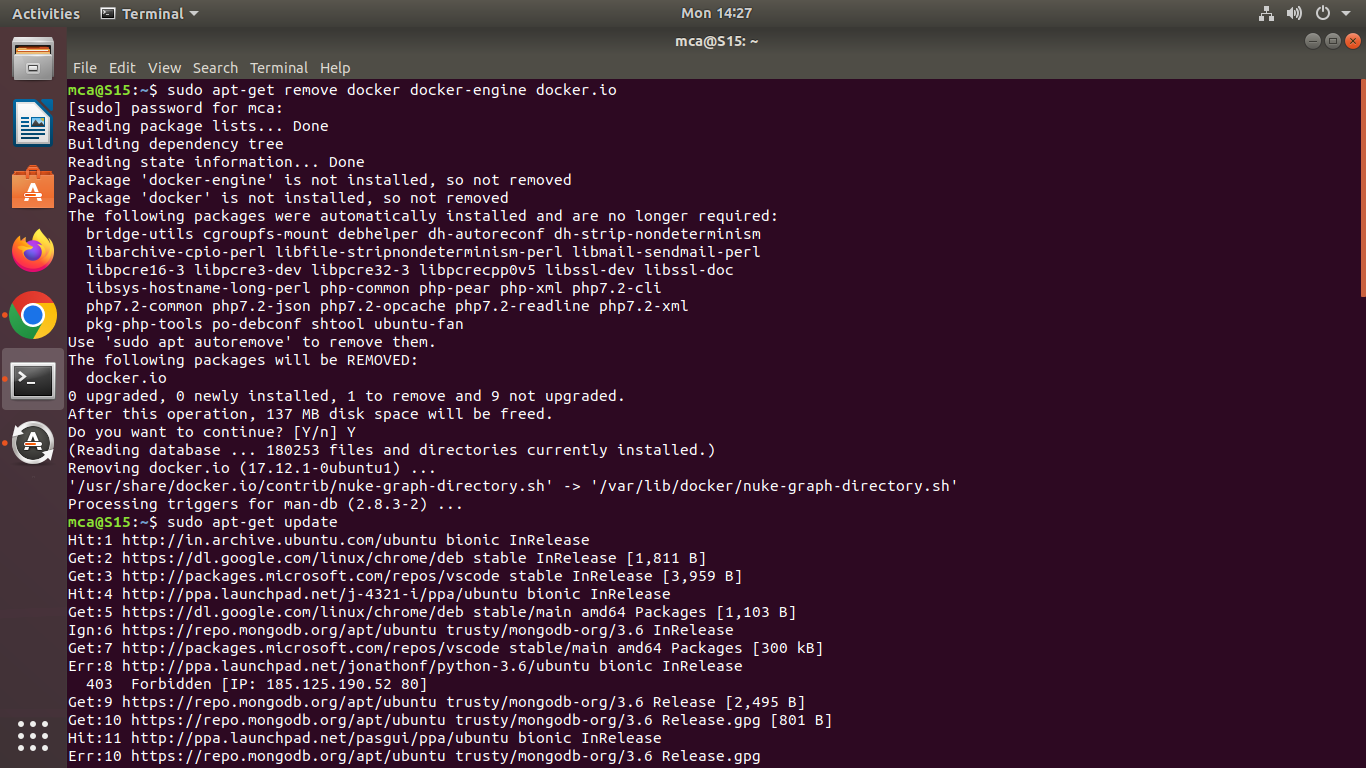 Activities Terminal Mon 14:27
mca@S15: ~
File Edit View Search Terminal Help
mca@S15:~$ sudo apt-get remove docker docker-engine docker.io
[sudo] password for mca:
Reading package lists... Done
Building dependency tree
Reading state information... Done
Package 'docker-engine' is not installed, so not removed
Package 'docker' is not installed, so not removed
The following packages were automatically installed and are no longer required:
  bridge-utils cgroupfs-mount debhelper dh-autoreconf dh-strip-nondeterminism
  libarchive-cpio-perl libfile-stripnondeterminism-perl libmail-sendmail-perl
  libpcre16-3 libpcre3-dev libpcre32-3 libpcrecpp0v5 libssl-dev libssl-doc
  libsys-hostname-long-perl php-common php-pear php-xml php7.2-cli
  php7.2-common php7.2-json php7.2-opcache php7.2-readline php7.2-xml
  pkg-php-tools po-debconf shtool ubuntu-fan
Use 'sudo apt autoremove' to remove them.
The following packages will be REMOVED:
  docker.io
0 upgraded, 0 newly installed, 1 to remove and 9 not upgraded.
After this operation, 137 MB disk space will be freed.
Do you want to continue? [Y/n] Y
(Reading database ... 180253 files and directories currently installed.)
Removing docker.io (17.12.1-0ubuntu1) ...
'/usr/share/docker.io/contrib/nuke-graph-directory.sh' -> '/var/lib/docker/nuke-graph-directory.sh'
Processing triggers for man-db (2.8.3-2) ...
mca@S15:~$ sudo apt-get update
Hit:1 http://in.archive.ubuntu.com/ubuntu bionic InRelease
Get:2 https://dl.google.com/linux/chrome/deb stable InRelease [1,811 B]
Get:3 http://packages.microsoft.com/repos/vscode stable InRelease [3,959 B]
Hit:4 http://ppa.launchpad.net/j-4321-i/ppa/ubuntu bionic InRelease
Get:5 https://dl.google.com/linux/chrome/deb stable/main amd64 Packages [1,103 B]
Ign:6 https://repo.mongodb.org/apt/ubuntu trusty/mongodb-org/3.6 InRelease
Get:7 http://packages.microsoft.com/repos/vscode stable/main amd64 Packages [300 kB]
Err:8 http://ppa.launchpad.net/jonathonf/python-3.6/ubuntu bionic InRelease
  403  Forbidden [IP: 185.125.190.52 80]
Get:9 https://repo.mongodb.org/apt/ubuntu trusty/mongodb-org/3.6 Release [2,495 B]
Get:10 https://repo.mongodb.org/apt/ubuntu trusty/mongodb-org/3.6 Release.gpg [801 B]
Hit:11 http://ppa.launchpad.net/pasgui/ppa/ubuntu bionic InRelease
Err:10 https://repo.mongodb.org/apt/ubuntu trusty/mongodb-org/3.6 Release.gpg